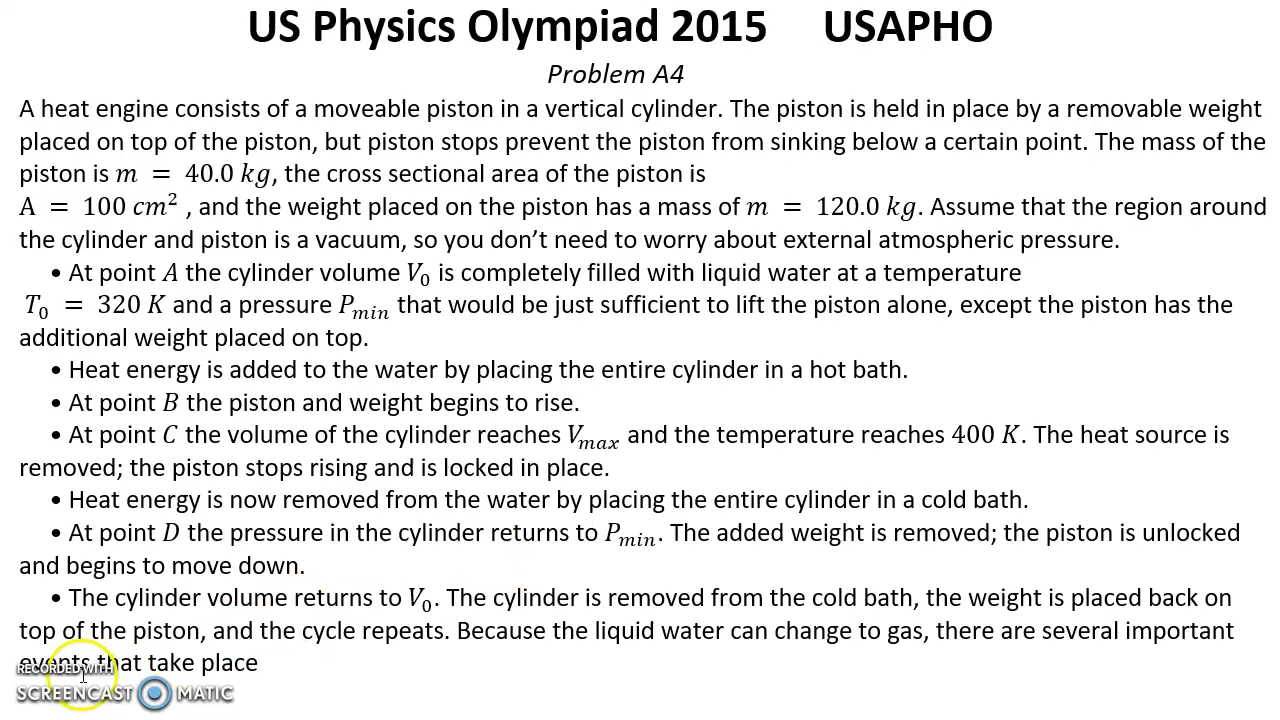 US Physics Olympiad 2015 USAPHO
Problem A4
A heat engine consists of a moveable piston in a vertical cylinder. The piston is held in place by a removable weight
placed on top of the piston, but piston stops prevent the piston from sinking below a certain point. The mass of the
piston is m = 40.0 kg, the cross sectional area of the piston is
A = 100 cm², and the weight placed on the piston has a mass of m = 120.0 kg. Assume that the region around
the cylinder and piston is a vacuum, so you don’t need to worry about external atmospheric pressure.
• At point A the cylinder volume V₀ is completely filled with liquid water at a temperature
T₀ = 320 K and a pressure P_min that would be just sufficient to lift the piston alone, except the piston has the
additional weight placed on top.
• Heat energy is added to the water by placing the entire cylinder in a hot bath.
• At point B the piston and weight begins to rise.
• At point C the volume of the cylinder reaches V_max and the temperature reaches 400 K. The heat source is
removed; the piston stops rising and is locked in place.
• Heat energy is now removed from the water by placing the entire cylinder in a cold bath.
• At point D the pressure in the cylinder returns to P_min. The added weight is removed; the piston is unlocked
and begins to move down.
• The cylinder volume returns to V₀. The cylinder is removed from the cold bath, the weight is placed back on
top of the piston, and the cycle repeats. Because the liquid water can change to gas, there are several important
events that take place
RECORDED WITH
SCREENCAST MATIC